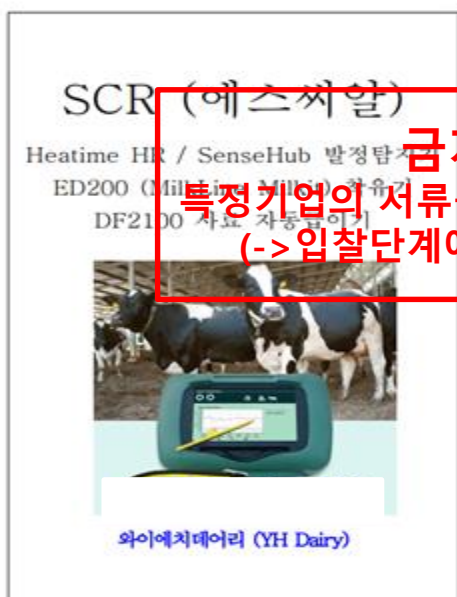 SCR (에스씨알)
Heatime HR / SenseHub 발정탐지기
ED200 (MilkLine Milkit) 착유기
DF2100 사료 자동급이기
특정기업의 서류
(->입찰단계에
와이에치데어리 (YH Dairy)